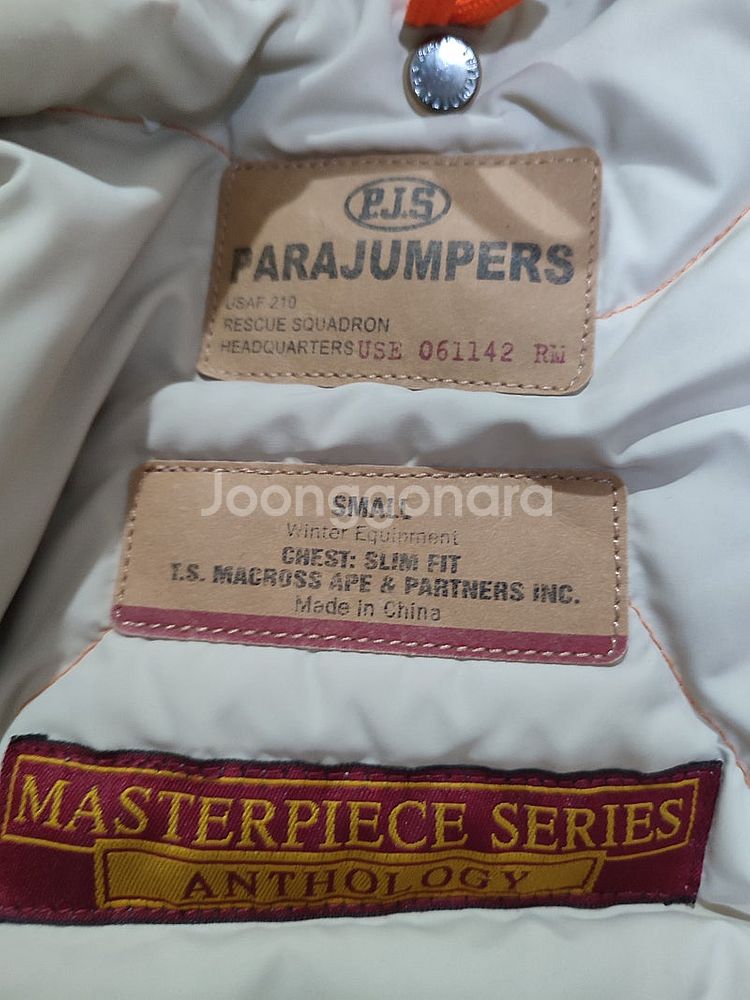 P.J.S
PARAJUMPERS
USAF 210
RESCUE SQUADRON
HEADQUARTERS USE 061142 RM
Joonggonara
SMALL
Winter Equipment
CHEST: SLIM FIT
T.S. MACROSS APE & PARTNERS INC.
Made in China
MASTERPIECE SERIES
ANTHOLOGY